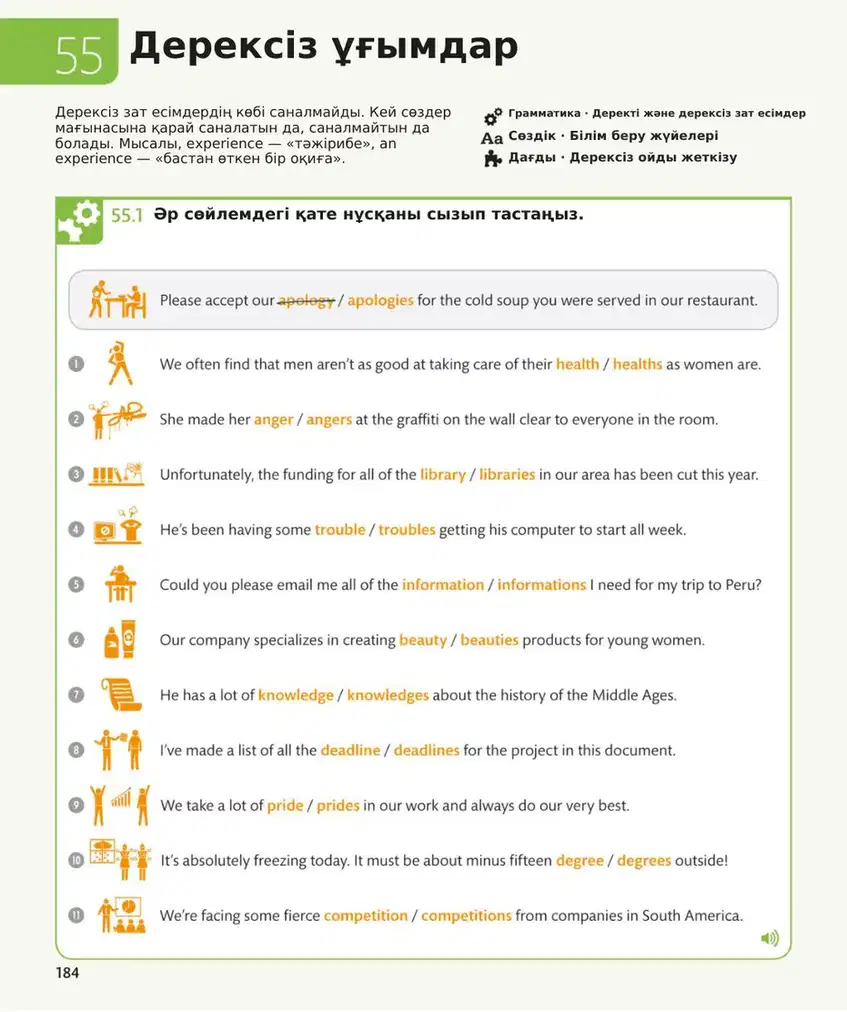 55 Дерексіз ұғымдар
Дерексіз зат есімдердің көбі саналмайды. Кей сөздер
мағынасына қарай саналатын да, саналмайтын да
болады. Мысалы, experience — «тәжірибе», an
experience — «бастан өткен бір оқиға».
Грамматика · Деректі және дерексіз зат есімдер
Aa Сөздік · Білім беру жүйелері
Дағды · Дерексіз ойды жеткізу
55.1 Әр сөйлемдегі қате нұсқаны сызып тастаңыз.
Please accept our apology / apologies for the cold soup you were served in our restaurant.
1 We often find that men aren't as good at taking care of their health / healths as women are.
2 She made her anger / angers at the graffiti on the wall clear to everyone in the room.
3 Unfortunately, the funding for all of the library / libraries in our area has been cut this year.
4 He's been having some trouble / troubles getting his computer to start all week.
5 Could you please email me all of the information / informations I need for my trip to Peru?
6 Our company specializes in creating beauty / beauties products for young women.
7 He has a lot of knowledge / knowledges about the history of the Middle Ages.
8 I've made a list of all the deadline / deadlines for the project in this document.
9 We take a lot of pride / prides in our work and always do our very best.
10 It's absolutely freezing today. It must be about minus fifteen degree / degrees outside!
11 We're facing some fierce competition / competitions from companies in South America.
184